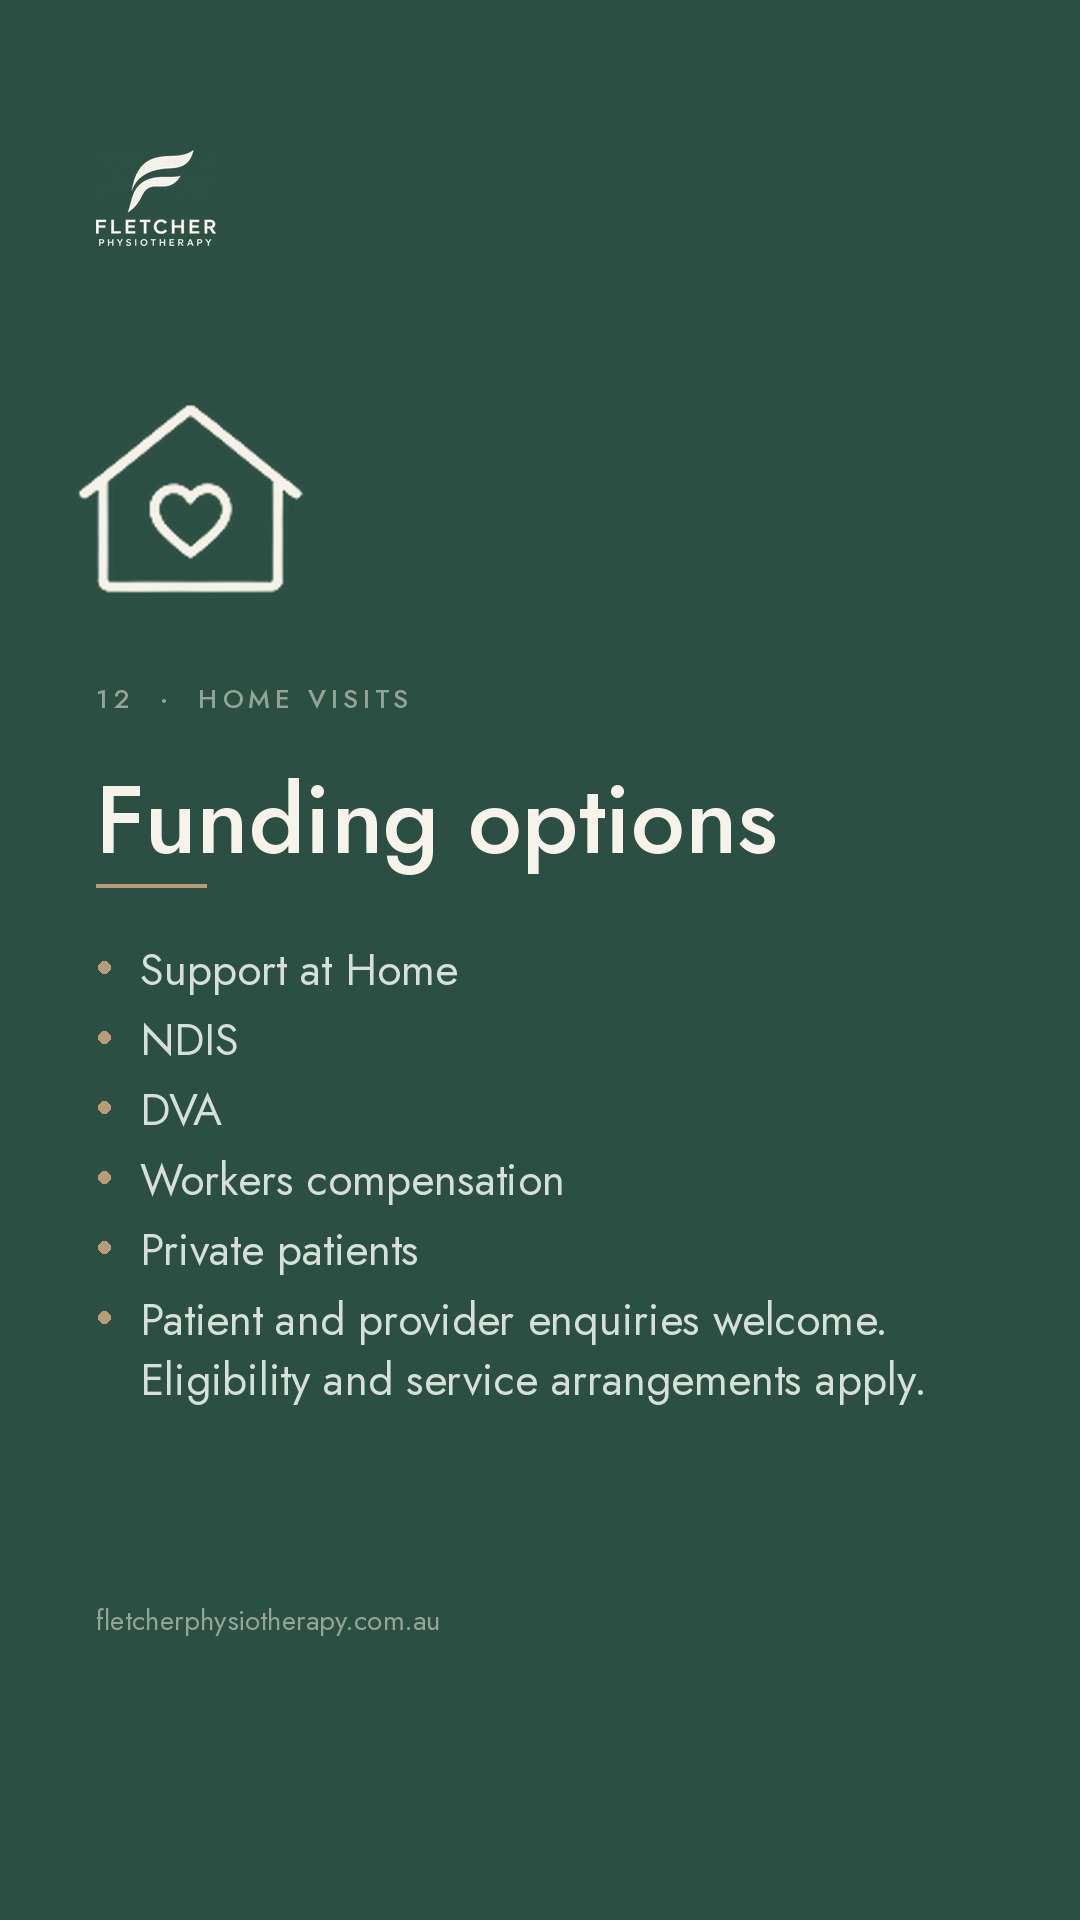 FLETCHER
PHYSIOTHERAPY
12 · HOME VISITS
Funding options
• Support at Home
• NDIS
• DVA
• Workers compensation
• Private patients
• Patient and provider enquiries welcome.
Eligibility and service arrangements apply.
fletcherphysiotherapy.com.au